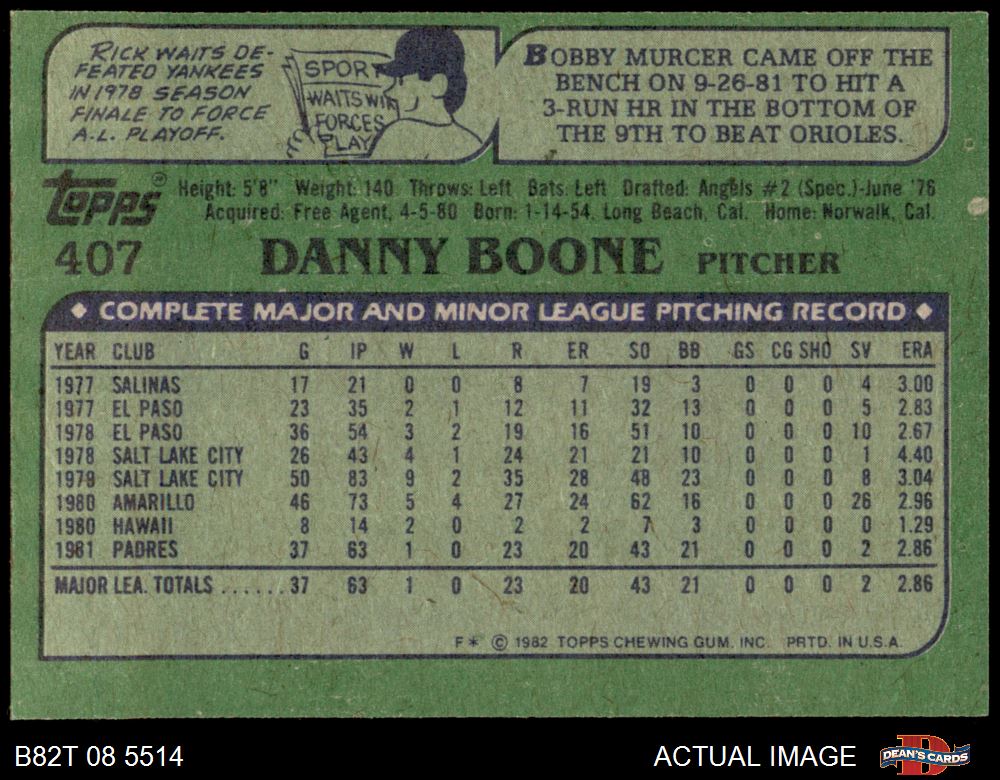 RICK WAITS DE-
FEATED YANKEES
IN 1978 SEASON
FINALE TO FORCE
A.L. PLAYOFF.
SPORT
WAITS WIN
FORCES
PLAY
BOBBY MURCER CAME OFF THE
BENCH ON 9-26-81 TO HIT A
3-RUN HR IN THE BOTTOM OF
THE 9TH TO BEAT ORIOLES.
Topps®
Height: 5'8" Weight: 140 Throws: Left Bats: Left Drafted: Angels #2 (Spec.)-June '76
Acquired: Free Agent, 4-5-80 Born: 1-14-54, Long Beach, Cal. Home: Norwalk, Cal.
407 DANNY BOONE PITCHER
◆ COMPLETE MAJOR AND MINOR LEAGUE PITCHING RECORD ◆
YEAR CLUB G IP W L R ER SO BB GS CG SHO SV ERA
1977 SALINAS 17 21 0 0 8 7 19 3 0 0 0 4 3.00
1977 EL PASO 23 35 2 1 12 11 32 13 0 0 0 5 2.83
1978 EL PASO 36 54 3 2 19 16 51 10 0 0 0 10 2.67
1978 SALT LAKE CITY 26 43 4 1 24 21 21 10 0 0 0 1 4.40
1979 SALT LAKE CITY 50 83 9 2 35 28 48 23 0 0 0 8 3.04
1980 AMARILLO 46 73 5 4 27 24 62 16 0 0 0 26 2.96
1980 HAWAII 8 14 2 0 2 2 7 3 0 0 0 0 1.29
1981 PADRES 37 63 1 0 23 20 43 21 0 0 0 2 2.86
MAJOR LEA. TOTALS ...... 37 63 1 0 23 20 43 21 0 0 0 2 2.86
F* © 1982 TOPPS CHEWING GUM, INC. PRTD. IN U.S.A.
B82T 08 5514 ACTUAL IMAGE DEAN'S CARDS